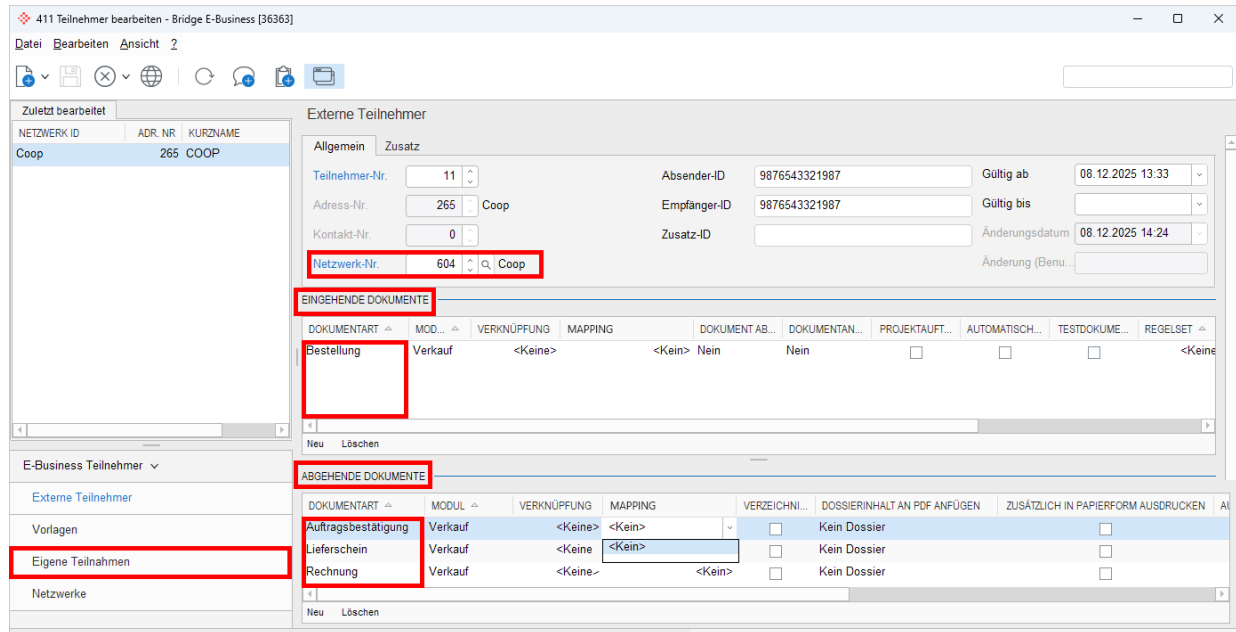 411 Teilnehmer bearbeiten - Bridge E-Business [36363]
Datei Bearbeiten Ansicht ?
Zuletzt bearbeitet
NETZWERK ID ADR. NR KURZNAME
Coop 265 COOP
E-Business Teilnehmer
Externe Teilnehmer
Vorlagen
Eigene Teilnahmen
Netzwerke
Externe Teilnehmer
Allgemein Zusatz
Teilnehmer-Nr. 11 Absender-ID 9876543321987 Gültig ab 08.12.2025 13:33
Adress-Nr. 265 Coop Empfänger-ID 9876543321987 Gültig bis
Kontakt-Nr. 0 Zusatz-ID Änderungsdatum 08.12.2025 14:24
Netzwerk-Nr. 604 Coop Änderung (Benu...
EINGEHENDE DOKUMENTE
DOKUMENTART MOD... VERKNÜPFUNG MAPPING DOKUMENT AB... DOKUMENTAN... PROJEKTAUFT... AUTOMATISCH... TESTDOKUME... REGELSET
Bestellung Verkauf <Keine> <Kein> Nein Nein <Keine
Neu Löschen
ABGEHENDE DOKUMENTE
DOKUMENTART MODUL VERKNÜPFUNG MAPPING VERZEICHNI... DOSSIERINHALT AN PDF ANFÜGEN ZUSÄTZLICH IN PAPIERFORM AUSDRUCKEN
Auftragsbestätigung Verkauf <Keine> <Kein> Kein Dossier
Lieferschein Verkauf <Keine <Kein> Kein Dossier
Rechnung Verkauf <Keine <Kein> Kein Dossier
Neu Löschen